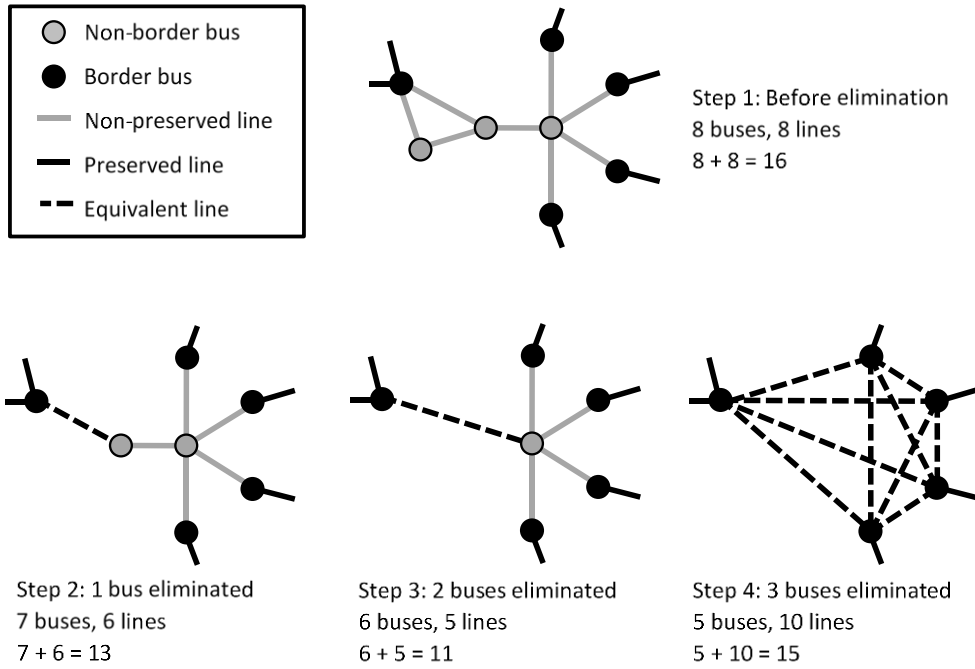 Non-border bus
Border bus
Non-preserved line
Preserved line
Equivalent line
Step 1: Before elimination
8 buses, 8 lines
8 + 8 = 16
Step 2: 1 bus eliminated
7 buses, 6 lines
7 + 6 = 13
Step 3: 2 buses eliminated
6 buses, 5 lines
6 + 5 = 11
Step 4: 3 buses eliminated
5 buses, 10 lines
5 + 10 = 15